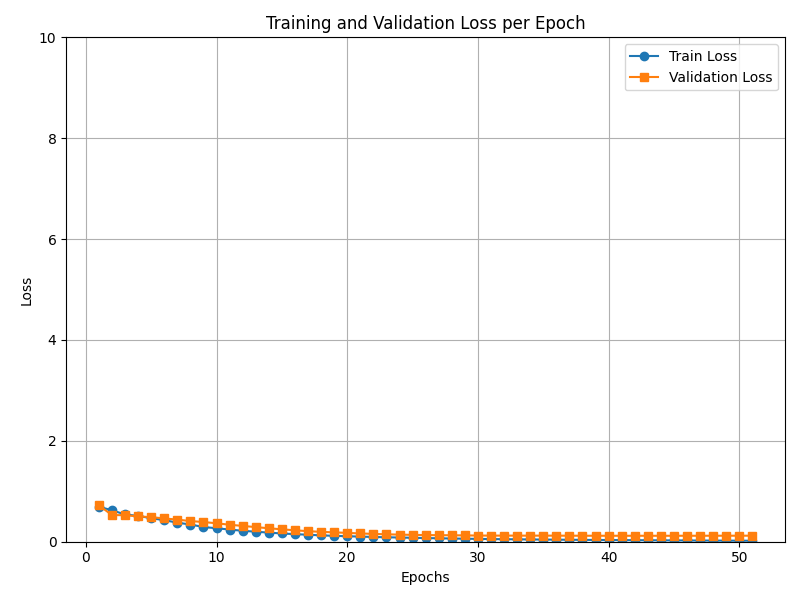 Training and Validation Loss per Epoch
Train Loss
Validation Loss
Loss
10
8
6
4
2
0
0 10 20 30 40 50
Epochs